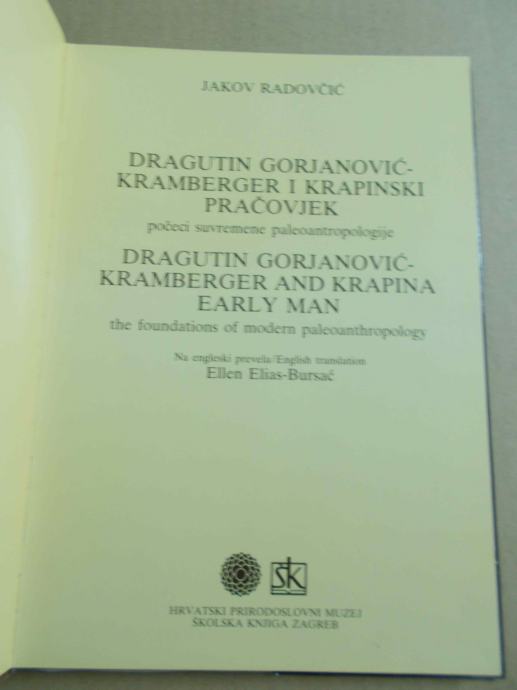 JAKOV RADOVČIĆ
DRAGUTIN GORJANOVIĆ-
KRAMBERGER I KRAPINSKI
PRAČOVJEK
počeci suvremene paleoantropologije
DRAGUTIN GORJANOVIĆ-
KRAMBERGER AND KRAPINA
EARLY MAN
the foundations of modern paleoanthropology
Na engleski prevela/English translation
Ellen Elias-Bursać
ŠK
HRVATSKI PRIRODOSLOVNI MUZEJ
ŠKOLSKA KNJIGA ZAGREB